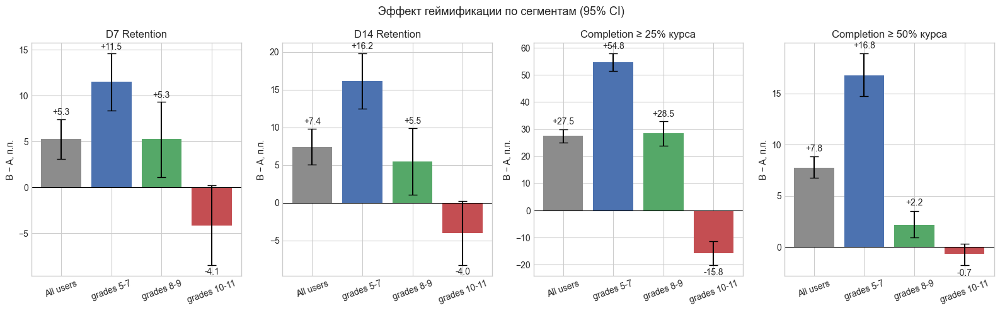 Эффект геймификации по сегментам (95% CI)
D7 Retention
B − A, п.п.
15
10
5
0
−5
+5.3
+11.5
+5.3
-4.1
All users
grades 5-7
grades 8-9
grades 10-11
D14 Retention
B − A, п.п.
20
15
10
5
0
−5
+7.4
+16.2
+5.5
-4.0
All users
grades 5-7
grades 8-9
grades 10-11
Completion ≥ 25% курса
B − A, п.п.
60
50
40
30
20
10
0
−10
−20
+27.5
+54.8
+28.5
-15.8
All users
grades 5-7
grades 8-9
grades 10-11
Completion ≥ 50% курса
B − A, п.п.
15
10
5
0
+7.8
+16.8
+2.2
-0.7
All users
grades 5-7
grades 8-9
grades 10-11